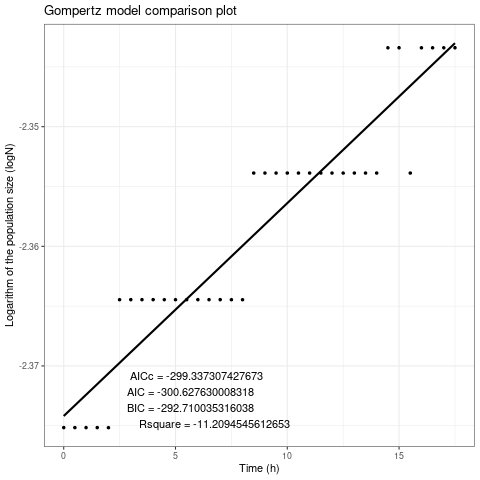 Gompertz model comparison plot
Logarithm of the population size (logN)
-2.35
-2.36
-2.37
AICc = -299.337307427673
AIC = -300.627630008318
BIC = -292.710035316038
Rsquare = -11.2094545612653
0 5 10 15
Time (h)